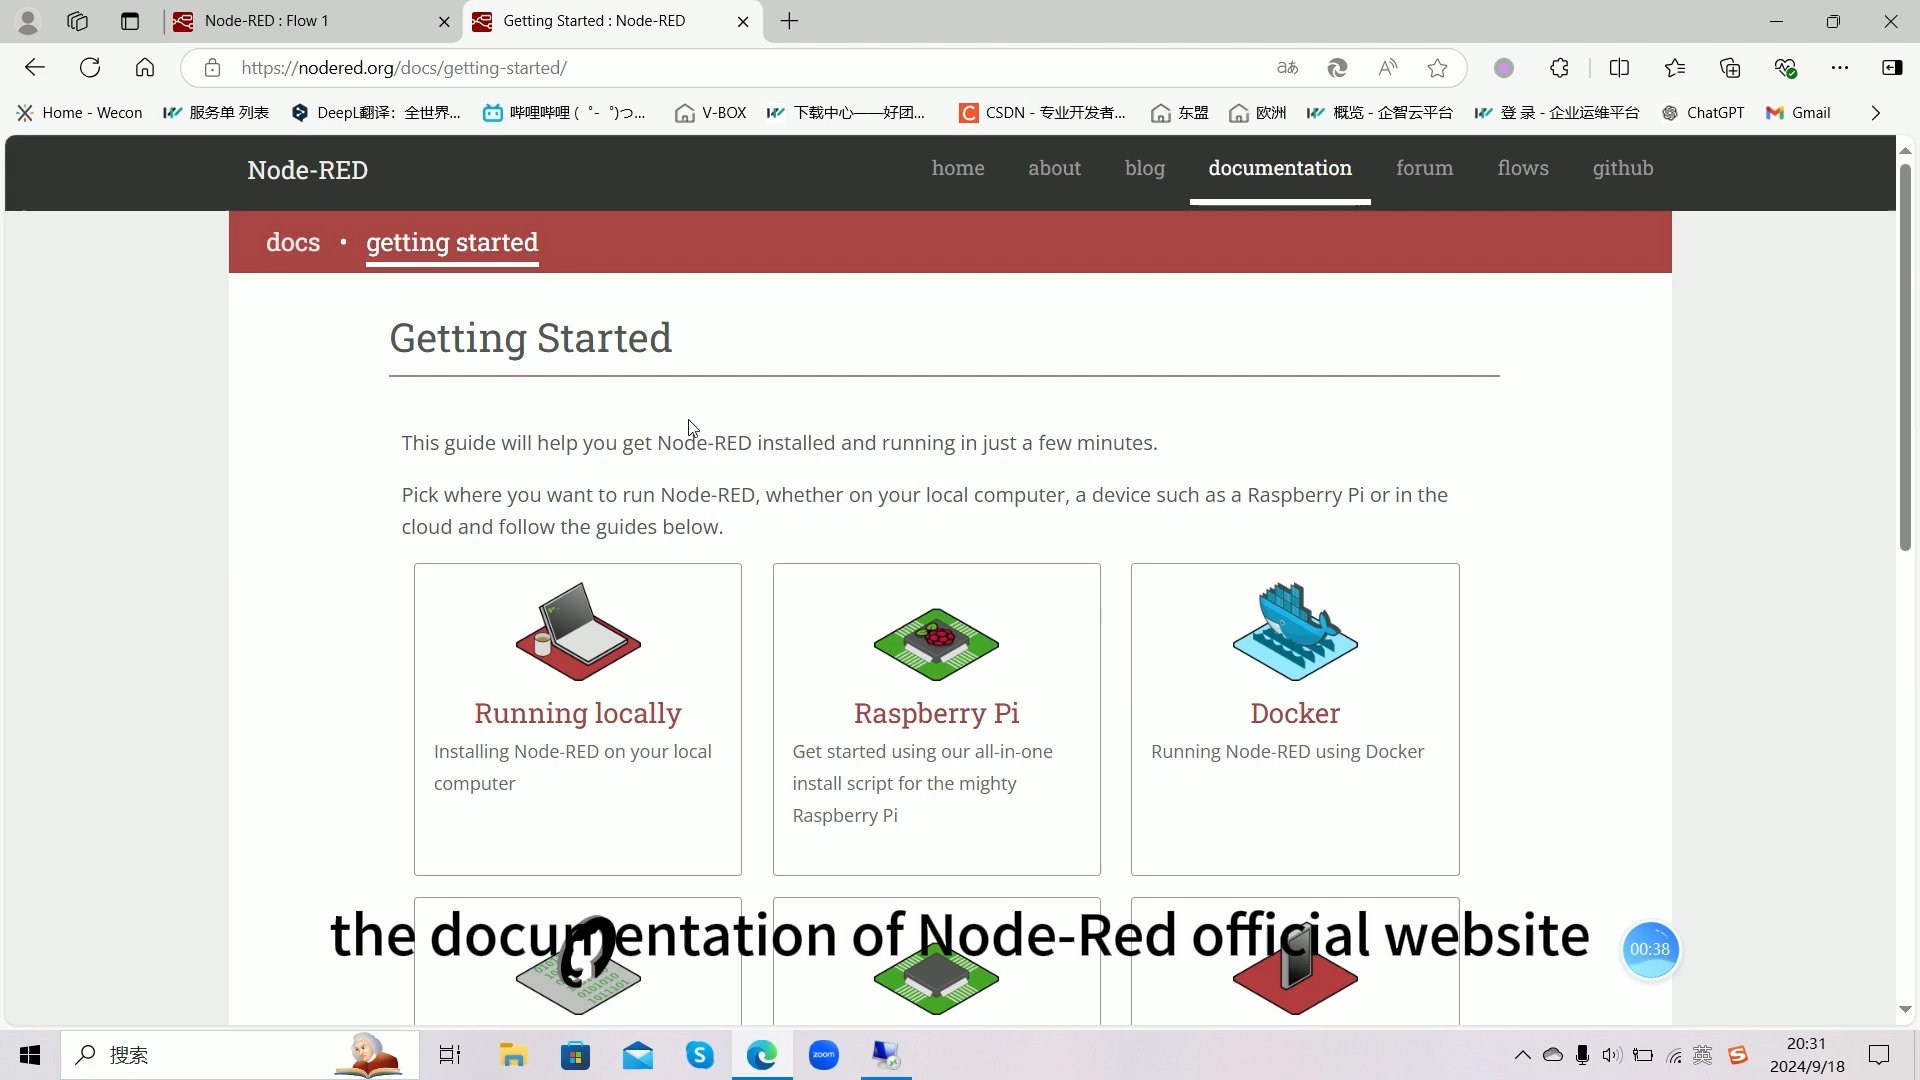 Node-RED : Flow 1
Getting Started : Node-RED
https://nodered.org/docs/getting-started/
Home - Wecon
服务单 列表
DeepL翻译：全世界...
哔哩哔哩 (゜-゜)つ...
V-BOX
下载中心——好团...
CSDN - 专业开发者...
东盟
欧洲
概览 - 企智云平台
登 录 - 企业运维平台
ChatGPT
Gmail
Node-RED
home
about
blog
documentation
forum
flows
github
docs • getting started
Getting Started
This guide will help you get Node-RED installed and running in just a few minutes.
Pick where you want to run Node-RED, whether on your local computer, a device such as a Raspberry Pi or in the
cloud and follow the guides below.
Running locally
Installing Node-RED on your local
computer
Raspberry Pi
Get started using our all-in-one
install script for the mighty
Raspberry Pi
Docker
Running Node-RED using Docker
the documentation of Node-Red official website
00:38
搜索
zoom
英
20:31
2024/9/18